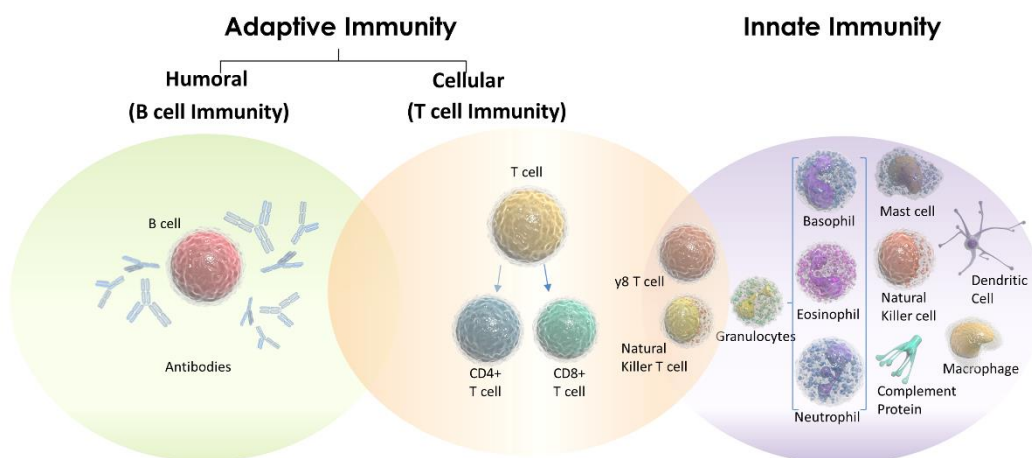 Adaptive Immunity
Innate Immunity
Humoral
(B cell Immunity)
Cellular
(T cell Immunity)
B cell
Antibodies
T cell
CD4+
T cell
CD8+
T cell
y8 T cell
Natural
Killer T cell
Granulocytes
Basophil
Eosinophil
Neutrophil
Mast cell
Natural
Killer cell
Complement
Protein
Dendritic
Cell
Macrophage